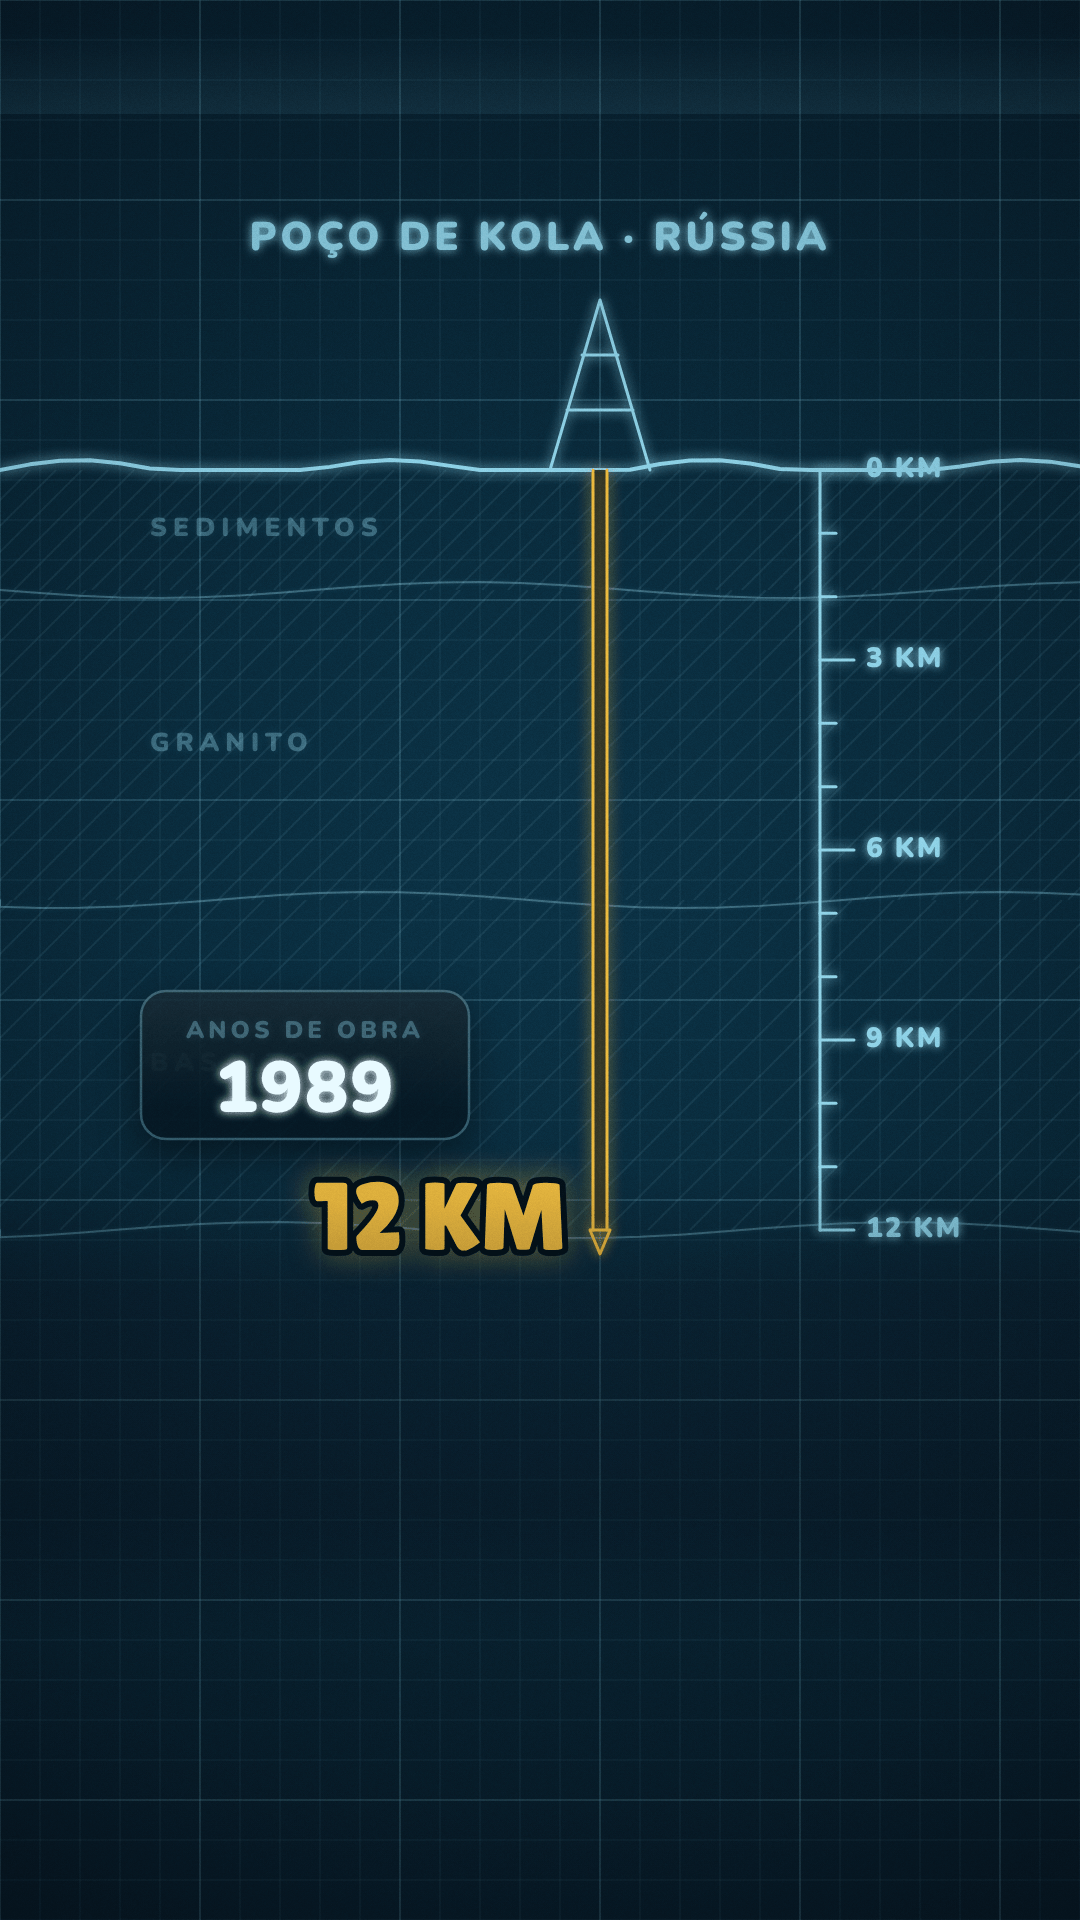 POÇO DE KOLA · RÚSSIA
0 KM
SEDIMENTOS
3 KM
GRANITO
6 KM
9 KM
ANOS DE OBRA
1989
12 KM
12 KM